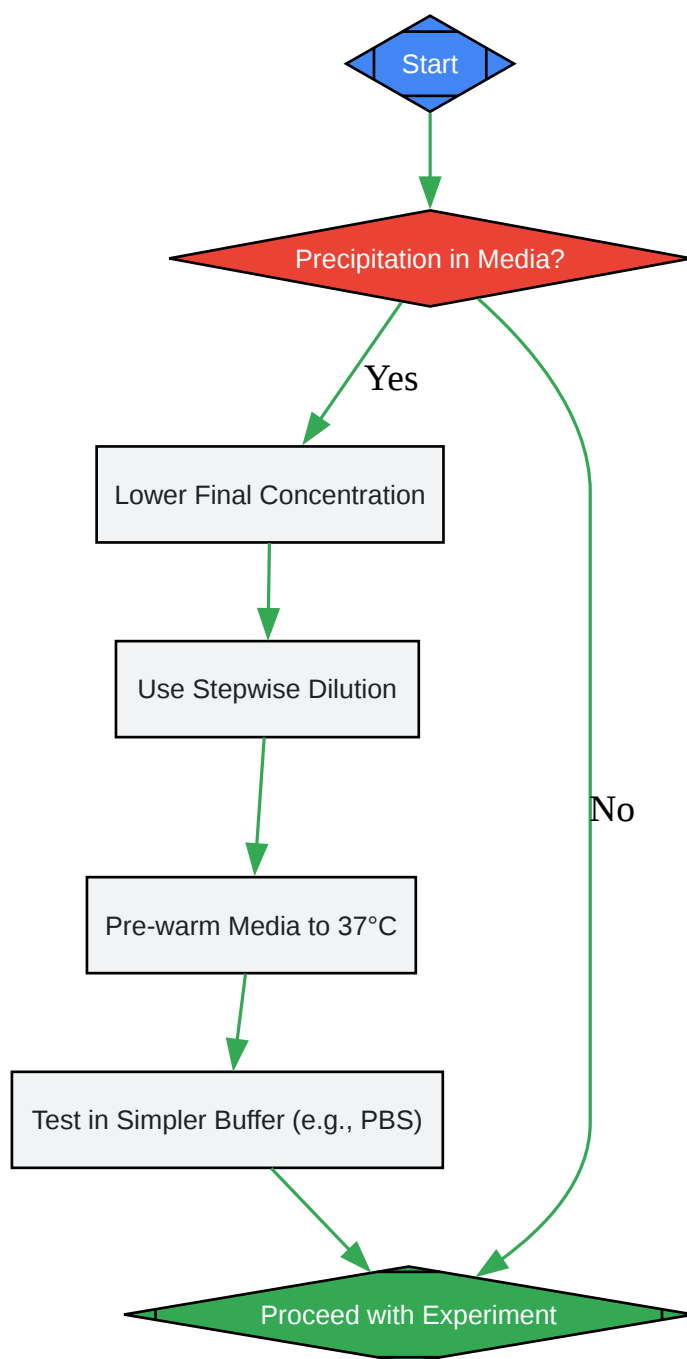 Start
Precipitation in Media?
Yes
Lower Final Concentration
Use Stepwise Dilution
No
Pre-warm Media to 37°C
Test in Simpler Buffer (e.g., PBS)
Proceed with Experiment